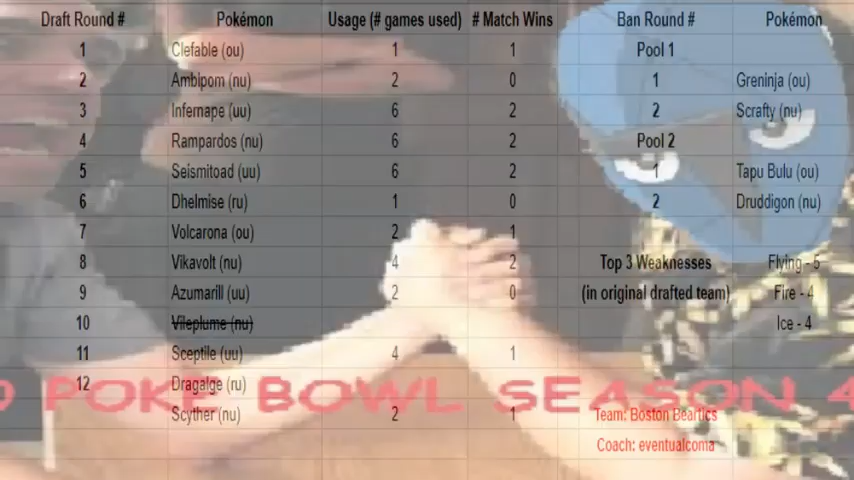 Draft Round # Pokémon Usage (# games used) # Match Wins Ban Round # Pokémon
1 Clefable (ou) 1 1 Pool 1
2 Ambipom (nu) 2 0 1 Greninja (ou)
3 Infernape (uu) 6 2 2 Scrafty (nu)
4 Rampardos (nu) 6 2 Pool 2
5 Seismitoad (uu) 6 2 1 Tapu Bulu (ou)
6 Dhelmise (ru) 1 0 2 Druddigon (nu)
7 Volcarona (ou) 2 1
8 Vikavolt (nu) 4 2 Top 3 Weaknesses Flying - 5
9 Azumarill (uu) 2 0 (in original drafted team) Fire - 4
10 Vileplume (nu) Ice - 4
11 Sceptile (uu) 4 1
12 Dragalge (ru)
POKE BOWL SEASON 4
Scyther (nu) 2 1 Team: Boston Beartics
Coach: eventualcoma